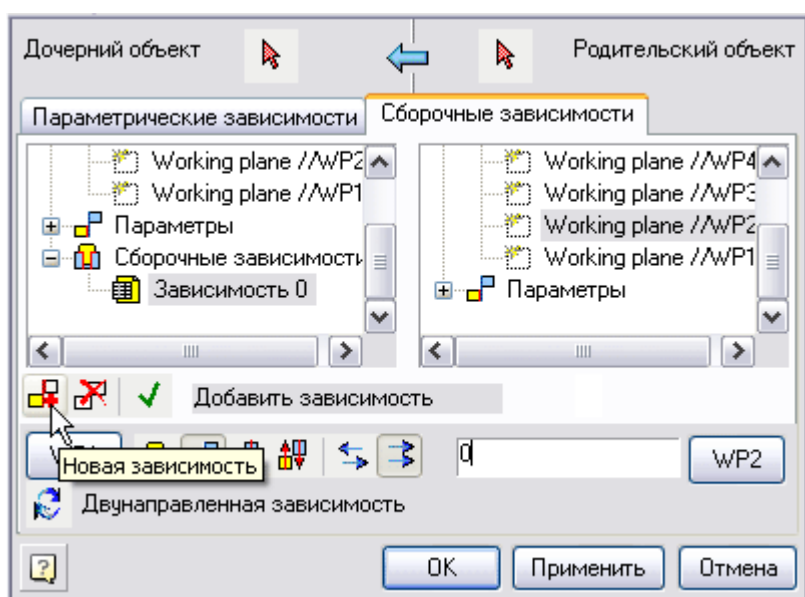 Дочерний объект
Родительский объект
Параметрические зависимости
Сборочные зависимости
Working plane //WP2
Working plane //WP1
Параметры
Сборочные зависимость
Зависимость 0
Working plane //WP4
Working plane //WP3
Working plane //WP2
Working plane //WP1
Параметры
Добавить зависимость
Новая зависимость
0
WP2
Двунаправленная зависимость
OK
Применить
Отмена